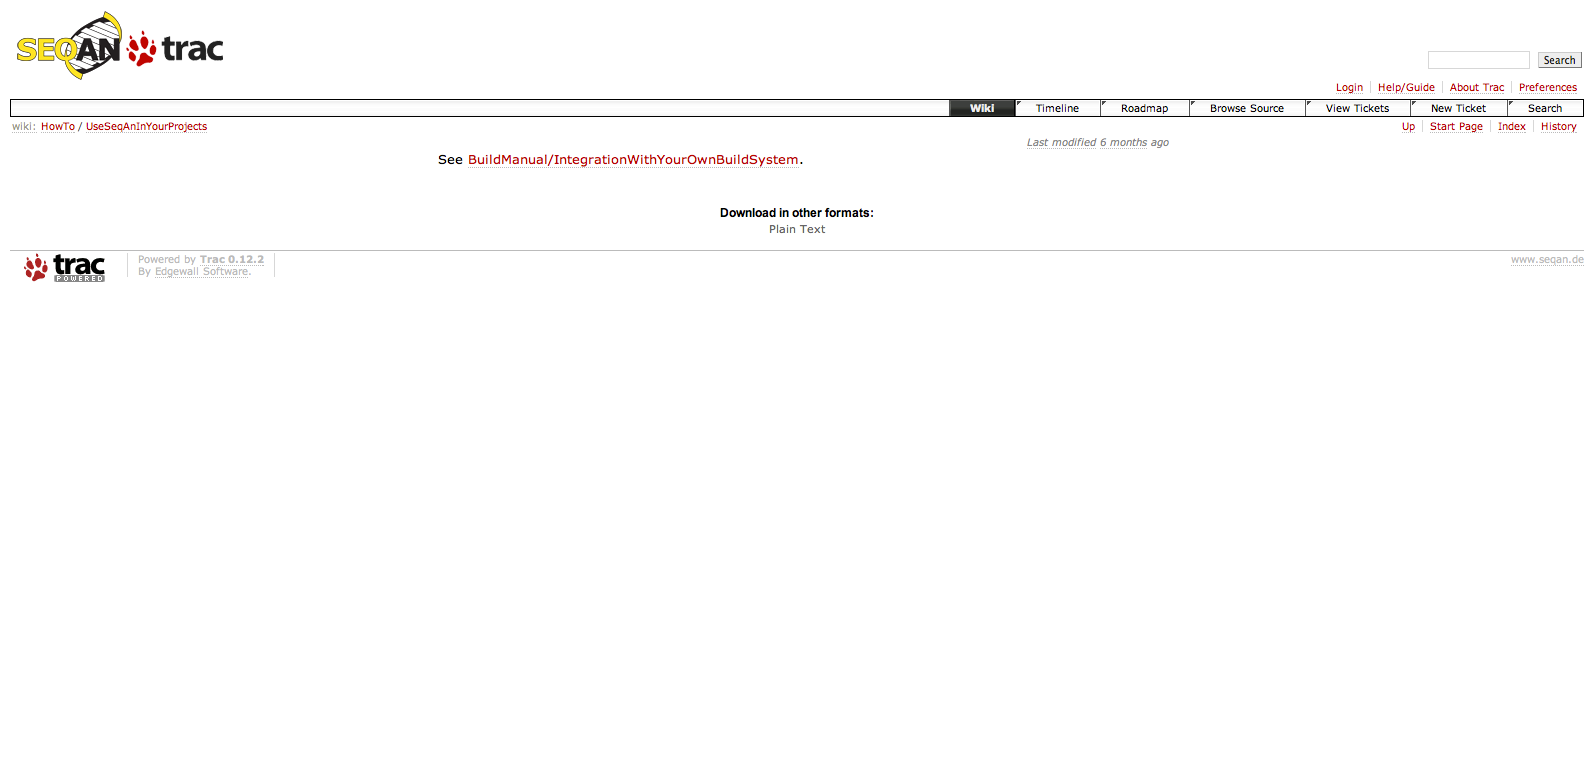 SEQAN trac
Search
Login Help/Guide About Trac Preferences
Wiki Timeline Roadmap Browse Source View Tickets New Ticket Search
wiki: HowTo / UseSeqAnInYourProjects
Up Start Page Index History
Last modified 6 months ago
See BuildManual/IntegrationWithYourOwnBuildSystem.
Download in other formats:
Plain Text
trac POWERED
Powered by Trac 0.12.2
By Edgewall Software.
www.seqan.de